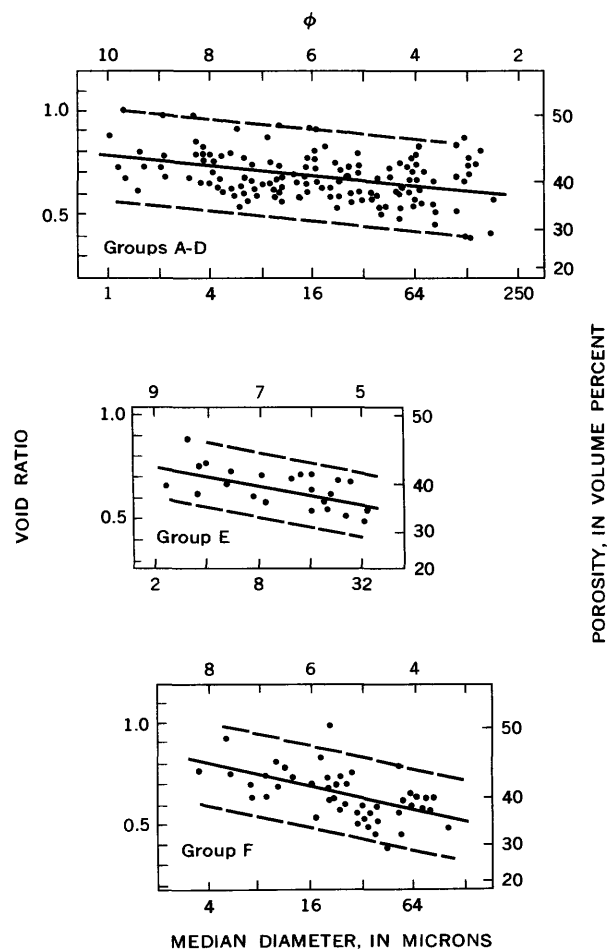 φ
10 8 6 4 2
1.0
0.5
50
40
30
20
Groups A-D
1 4 16 64 250
9 7 5
1.0
0.5
50
40
30
20
Group E
2 8 32
VOID RATIO
POROSITY, IN VOLUME PERCENT
8 6 4
1.0
0.5
50
40
30
20
Group F
4 16 64
MEDIAN DIAMETER, IN MICRONS